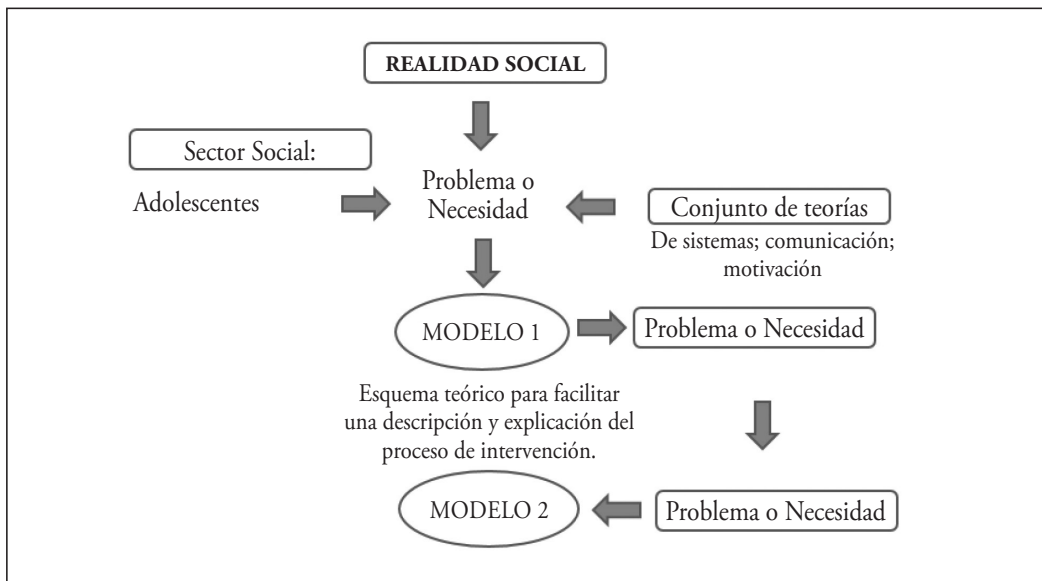 REALIDAD SOCIAL
Sector Social:
Adolescentes
Problema o
Necesidad
Conjunto de teorías
De sistemas; comunicación;
motivación
MODELO 1
Problema o Necesidad
Esquema teórico para facilitar
una descripción y explicación del
proceso de intervención.
MODELO 2
Problema o Necesidad